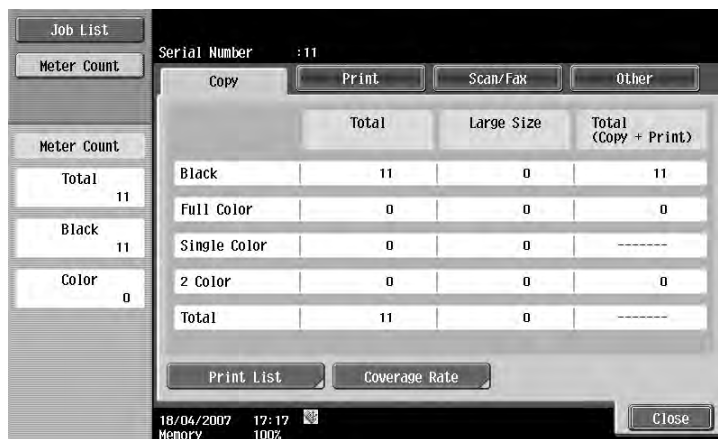 Job List
Meter Count
Serial Number :11
Copy Print Scan/Fax Other
Meter Count
Total
11
Black
11
Color
0
Total Large Size Total
(Copy + Print)
Black 11 0 11
Full Color 0 0 0
Single Color 0 0 -------
2 Color 0 0 0
Total 11 0 -------
Print List Coverage Rate
18/04/2007 17:17
Memory 100%
Close